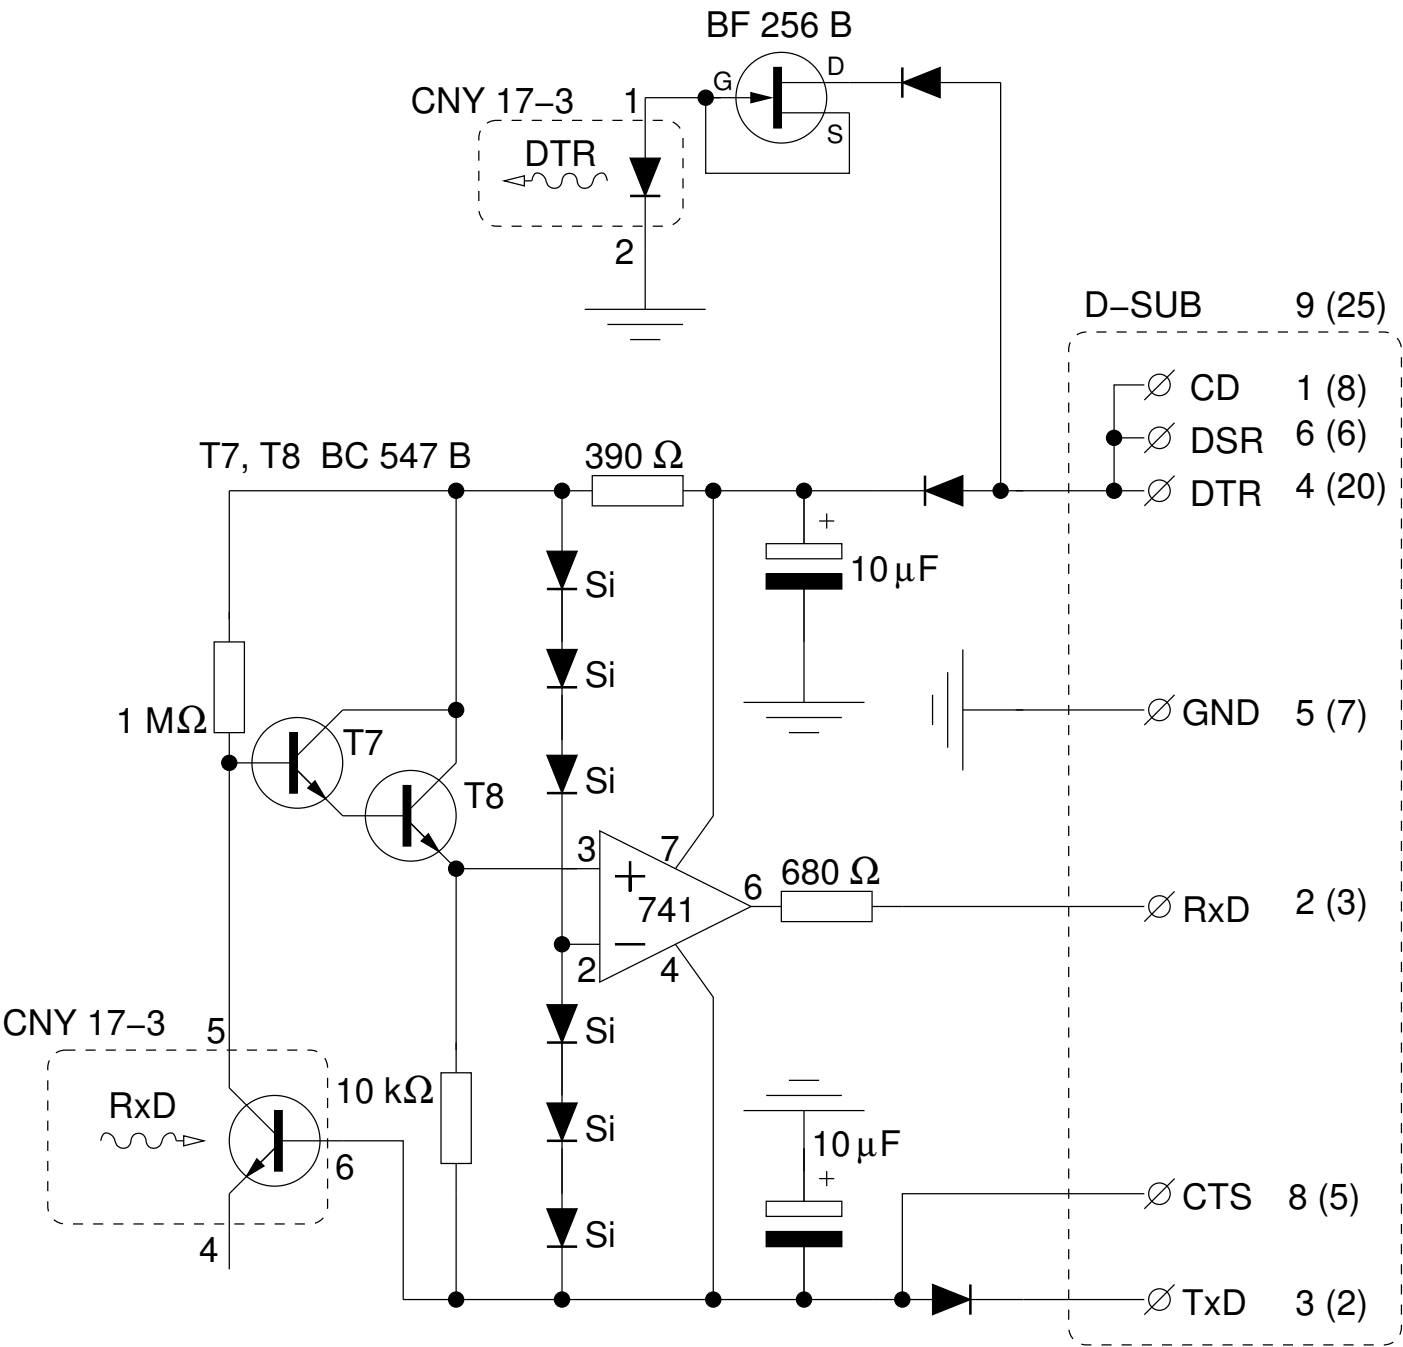 BF 256 B
D
G
S
CNY 17−3
1
DTR
2
D−SUB 9 (25)
CD 1 (8)
DSR 6 (6)
DTR 4 (20)
T7, T8 BC 547 B
390 Ω
+
10 µF
Si
Si
Si
1 MΩ
T7
T8
GND 5 (7)
3
7
+
741
6
680 Ω
−
2
4
RxD 2 (3)
CNY 17−3
5
RxD
6
4
10 kΩ
Si
Si
Si
10 µF
+
CTS 8 (5)
TxD 3 (2)